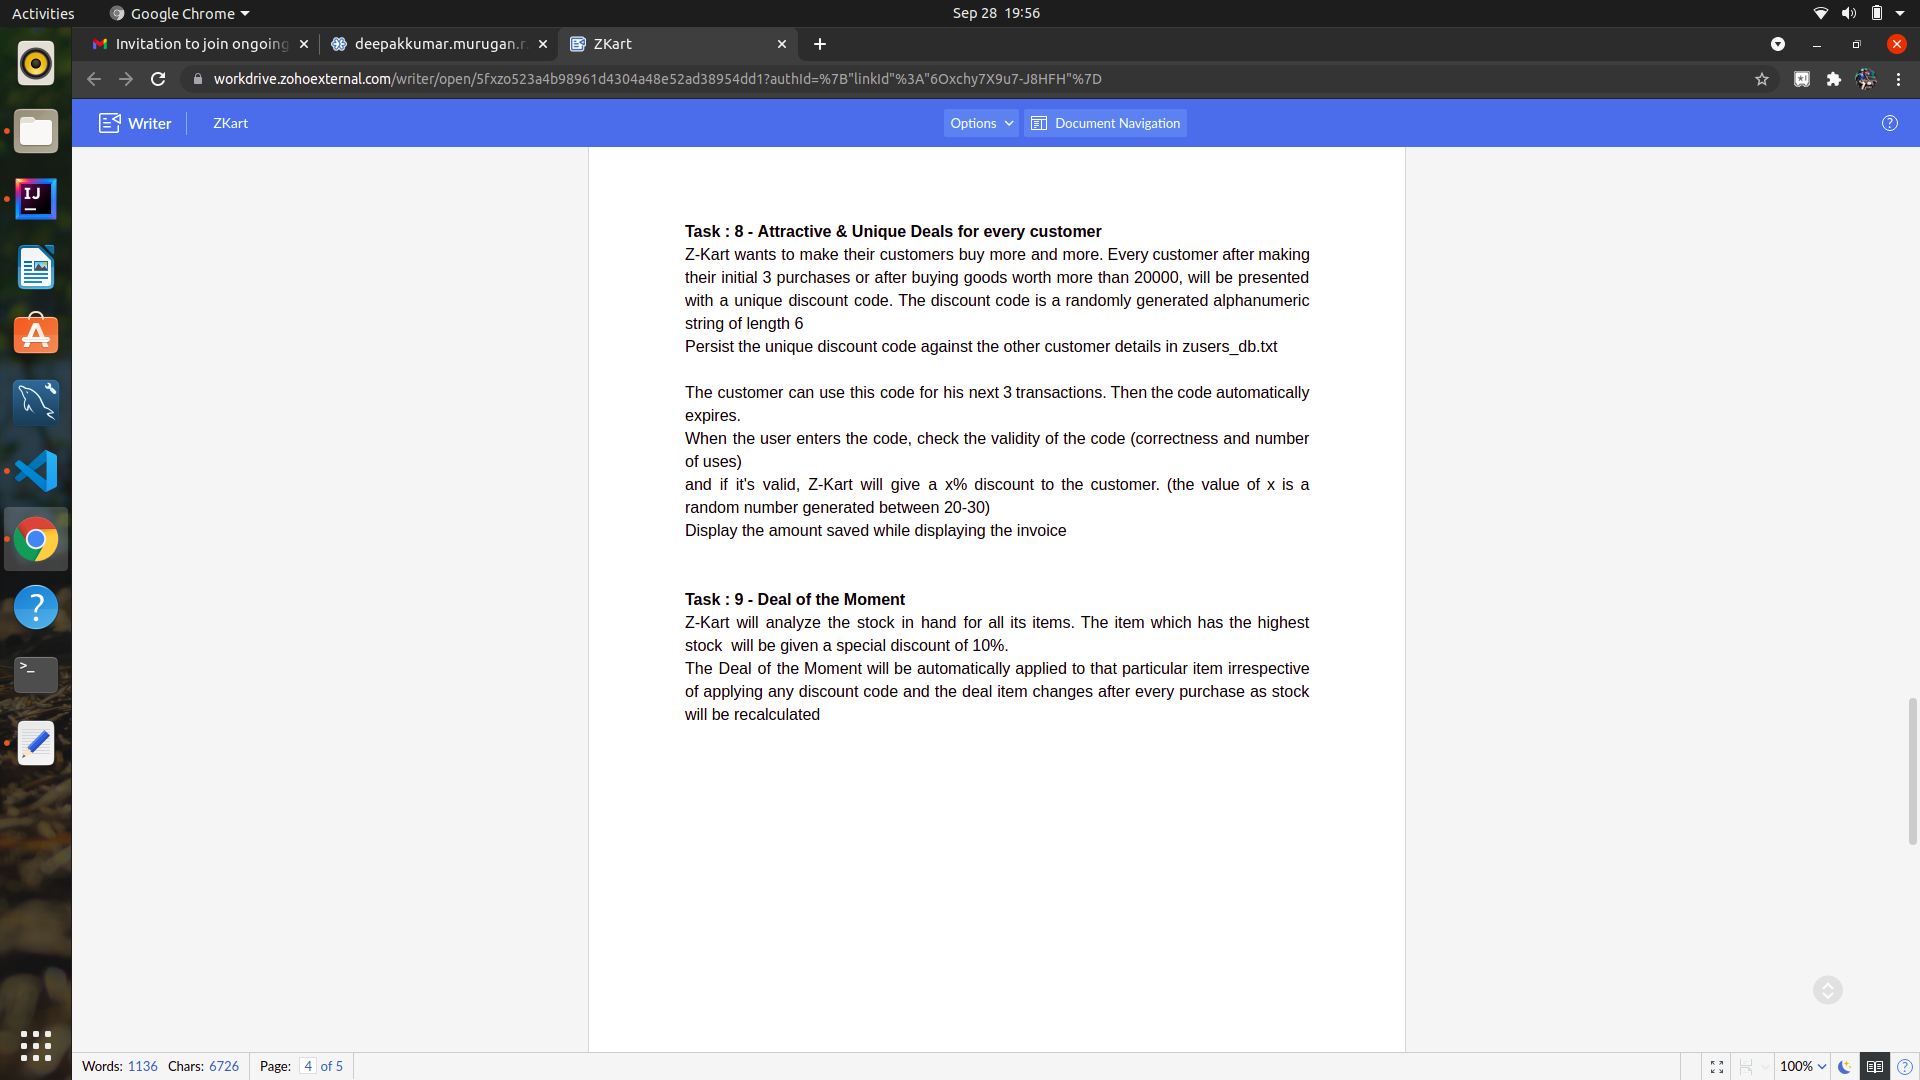 Activities Google Chrome Sep 28 19:56
Invitation to join ongoing deepakkumar.murugan.r. ZKart
workdrive.zohoexternal.com/writer/open/5fxzo523a4b98961d4304a48e52ad38954dd1?authId=%7B"linkId"%3A"6Oxchy7X9u7-J8HFH"%7D
Writer ZKart Options Document Navigation
Task : 8 - Attractive & Unique Deals for every customer
Z-Kart wants to make their customers buy more and more. Every customer after making
their initial 3 purchases or after buying goods worth more than 20000, will be presented
with a unique discount code. The discount code is a randomly generated alphanumeric
string of length 6
Persist the unique discount code against the other customer details in zusers_db.txt
The customer can use this code for his next 3 transactions. Then the code automatically
expires.
When the user enters the code, check the validity of the code (correctness and number
of uses)
and if it's valid, Z-Kart will give a x% discount to the customer. (the value of x is a
random number generated between 20-30)
Display the amount saved while displaying the invoice
Task : 9 - Deal of the Moment
Z-Kart will analyze the stock in hand for all its items. The item which has the highest
stock will be given a special discount of 10%.
The Deal of the Moment will be automatically applied to that particular item irrespective
of applying any discount code and the deal item changes after every purchase as stock
will be recalculated
Words: 1136 Chars: 6726 Page: 4 of 5 100%